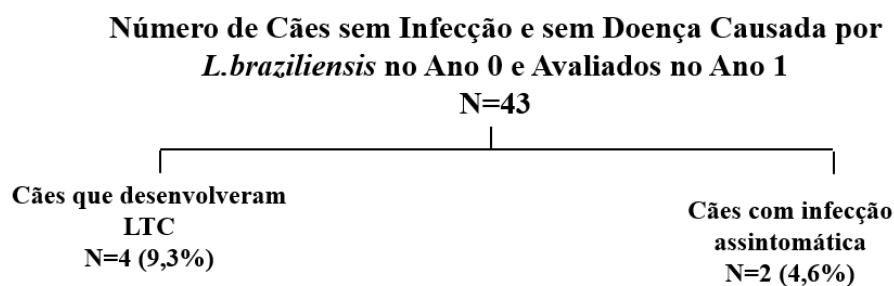 Número de Cães sem Infecção e sem Doença Causada por
L.braziliensis no Ano 0 e Avaliados no Ano 1
N=43
Cães que desenvolveram
LTC
N=4 (9,3%)
Cães com infecção
assintomática
N=2 (4,6%)